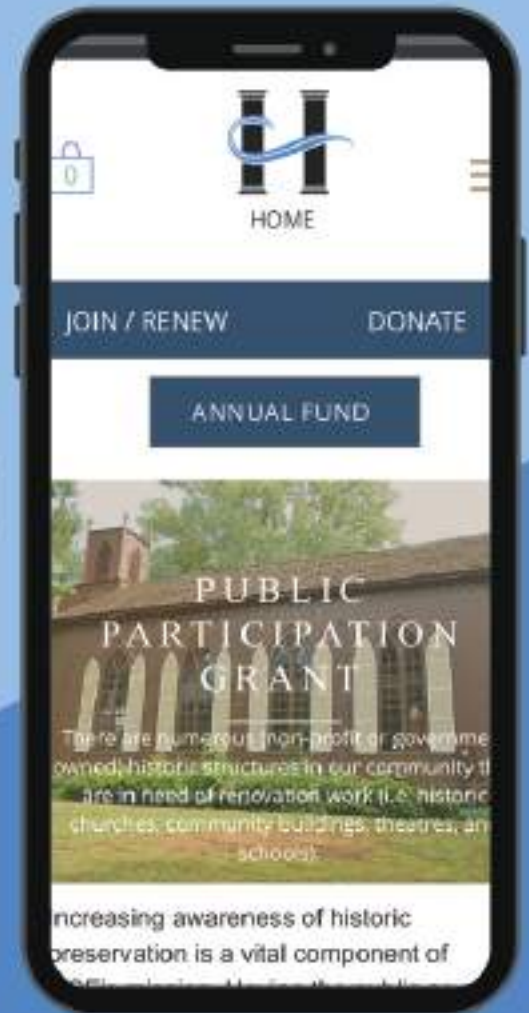 0
H
HOME
JOIN / RENEW DONATE
ANNUAL FUND
PUBLIC
PARTICIPATION
GRANT
There are numerous (non-profit or governme
owned) historic structures in our community th
are in need of renovation work (i.e. historic
churches, community buildings, theatres, an
schools).
ncreasing awareness of historic
preservation is a vital component of